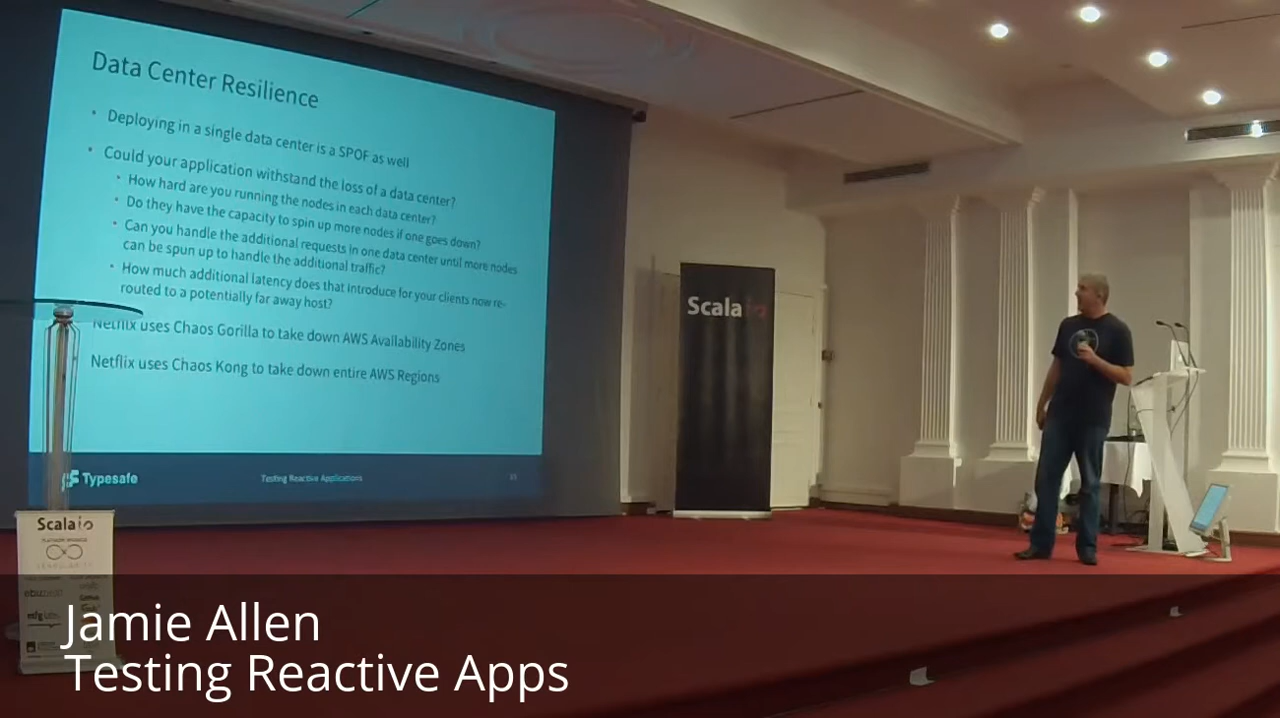 Data Center Resilience
Deploying in a single data center is a SPOF as well
Could your application withstand the loss of a data center?
How hard are you running the nodes in each data center?
Do they have the capacity to spin up more nodes if one goes down?
Can you handle the additional requests in one data center until more nodes
can be spun up to handle the additional traffic?
How much additional latency does that introduce for your clients now re-
routed to a potentially far away host?
Netflix uses Chaos Gorilla to take down AWS Availability Zones
Netflix uses Chaos Kong to take down entire AWS Regions
Typesafe
Testing Reactive Applications
Scala io
Scala io
Jamie Allen
Testing Reactive Apps